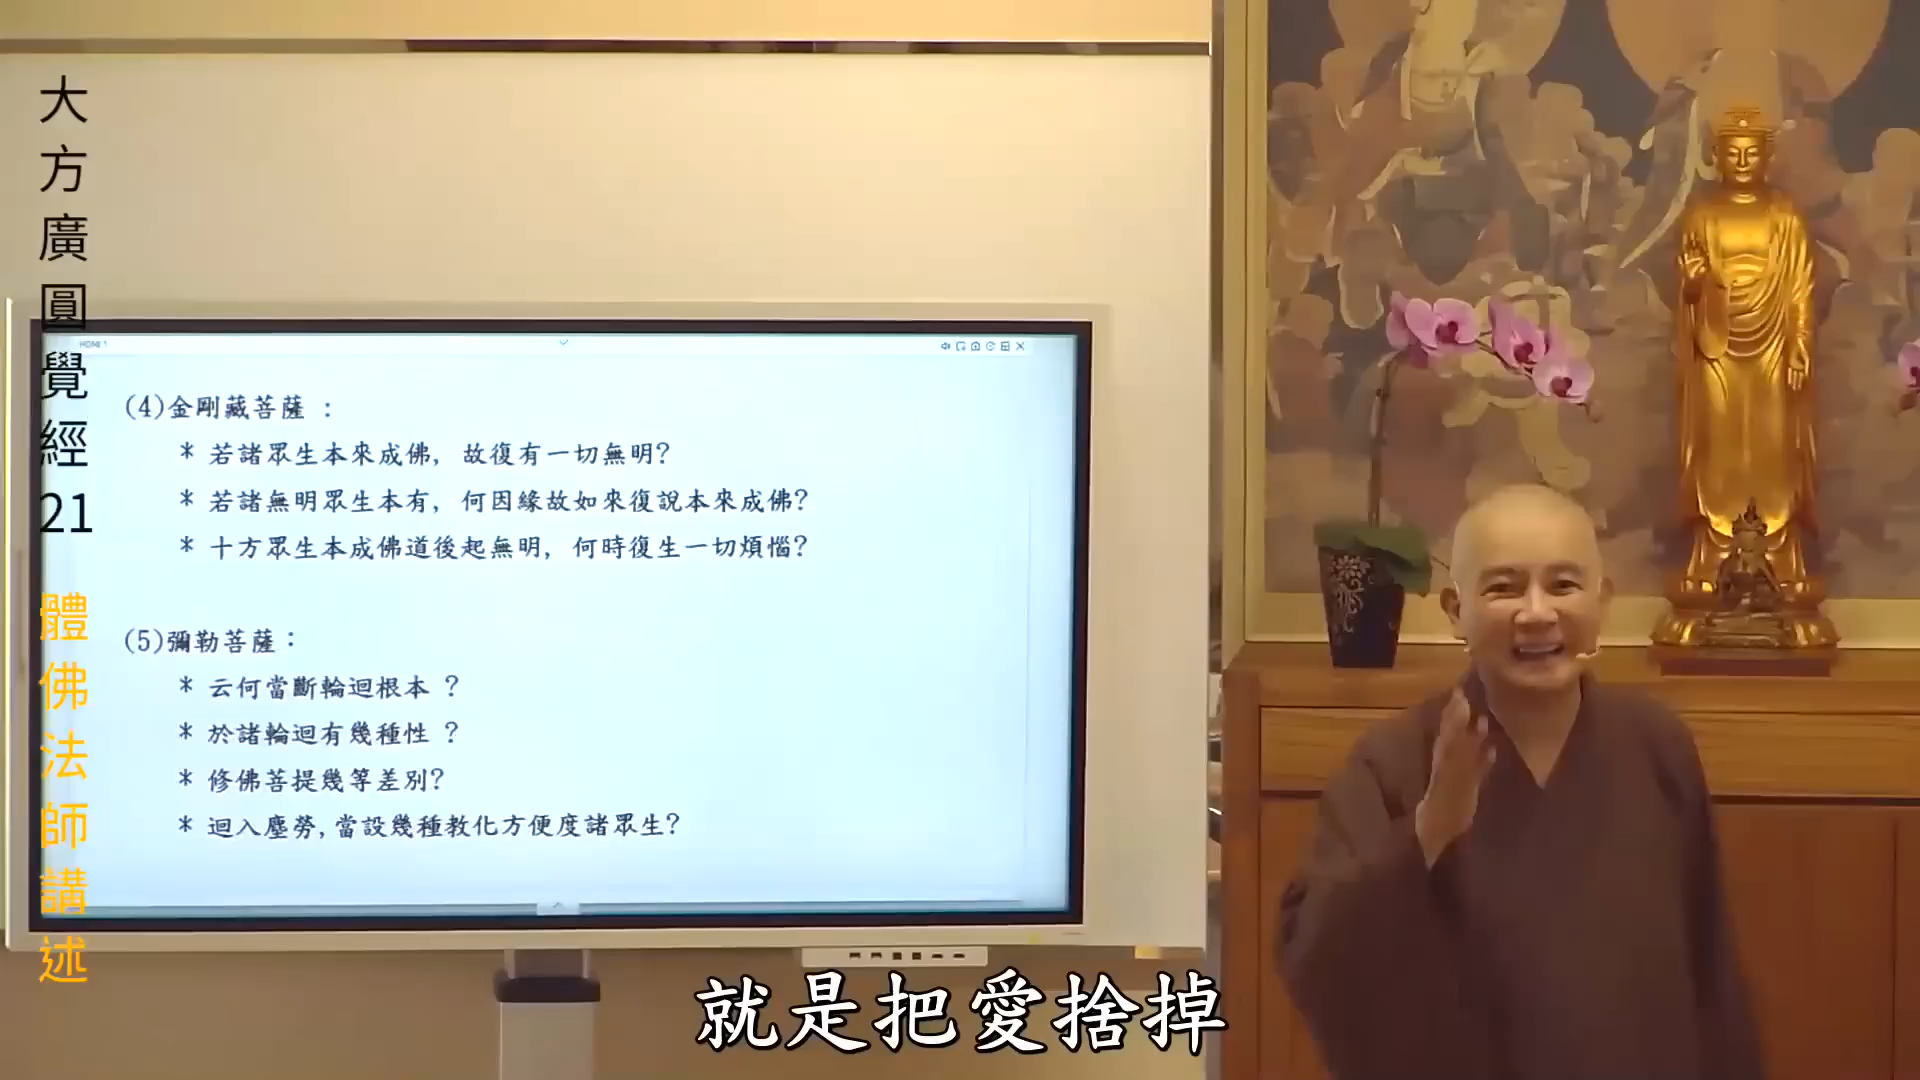 大方廣圓覺經21 體佛法師講述
HDMI 1
(4)金剛藏菩薩 :
* 若諸眾生本來成佛, 故復有一切無明?
* 若諸無明眾生本有, 何因緣故如來復說本來成佛?
* 十方眾生本成佛道後起無明, 何時復生一切煩惱?
(5)彌勒菩薩:
* 云何當斷輪迴根本 ?
* 於諸輪迴有幾種性 ?
* 修佛菩提幾等差別?
* 迴入塵勞,當設幾種教化方便度諸眾生?
就是把愛捨掉